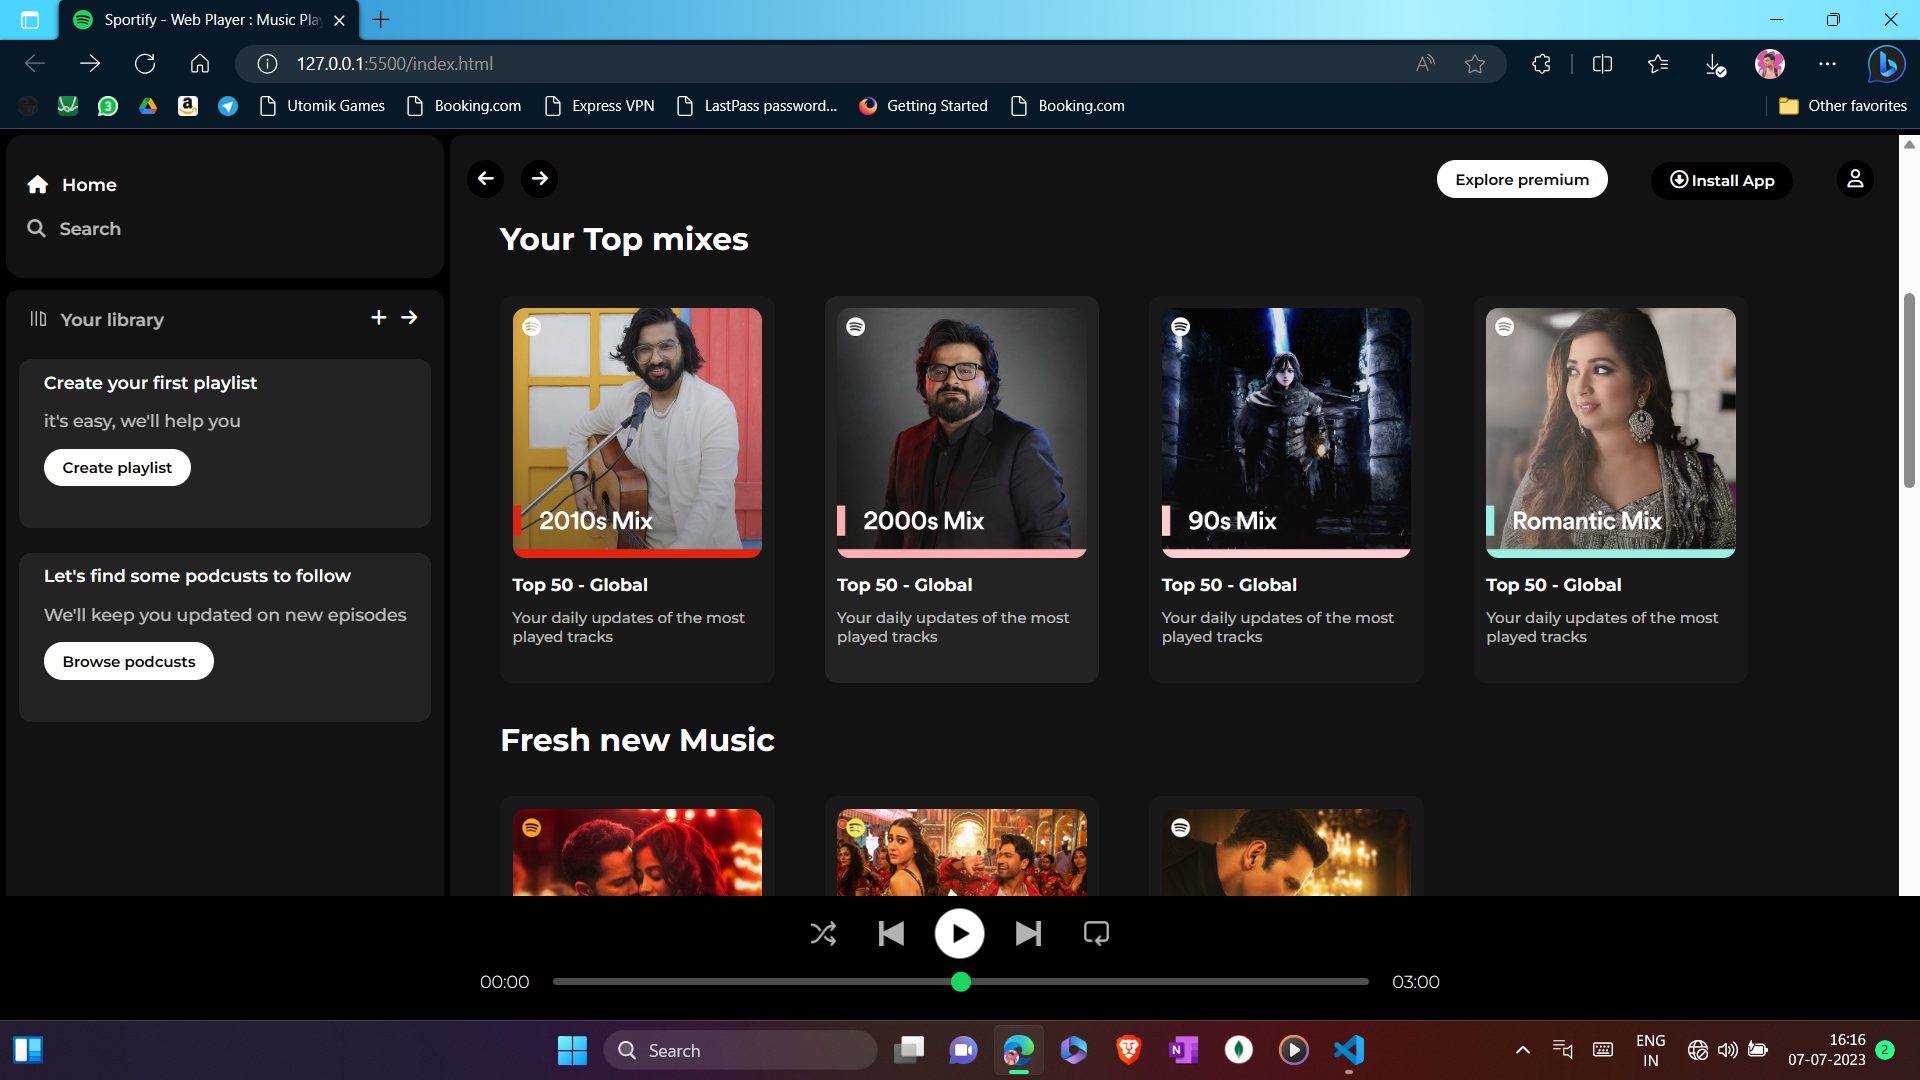 Sportify - Web Player : Music Pla
127.0.0.1:5500/index.html
Utomik Games
Booking.com
Express VPN
LastPass password...
Getting Started
Booking.com
Other favorites
Home
Search
Explore premium
Install App
Your library
Create your first playlist
it's easy, we'll help you
Create playlist
Let's find some podcusts to follow
We'll keep you updated on new episodes
Browse podcusts
Your Top mixes
2010s Mix
Top 50 - Global
Your daily updates of the most
played tracks
2000s Mix
Top 50 - Global
Your daily updates of the most
played tracks
90s Mix
Top 50 - Global
Your daily updates of the most
played tracks
Romantic Mix
Top 50 - Global
Your daily updates of the most
played tracks
Fresh new Music
00:00
03:00
Search
ENG
IN
16:16
07-07-2023
2